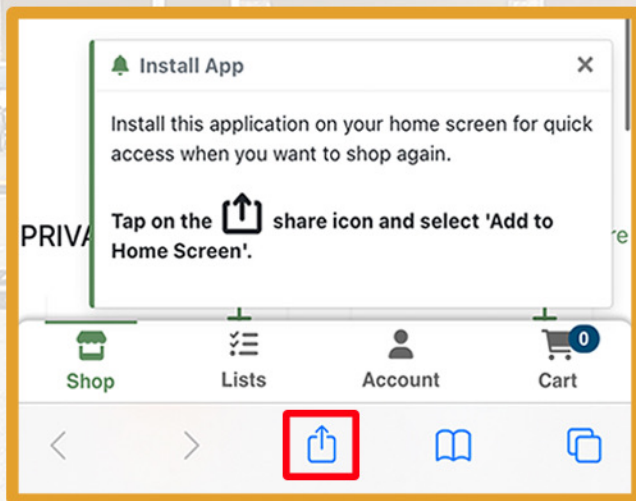 Install App
Install this application on your home screen for quick
access when you want to shop again.
Tap on the share icon and select 'Add to
Home Screen'.
PRIVA
re
0
Shop Lists Account Cart